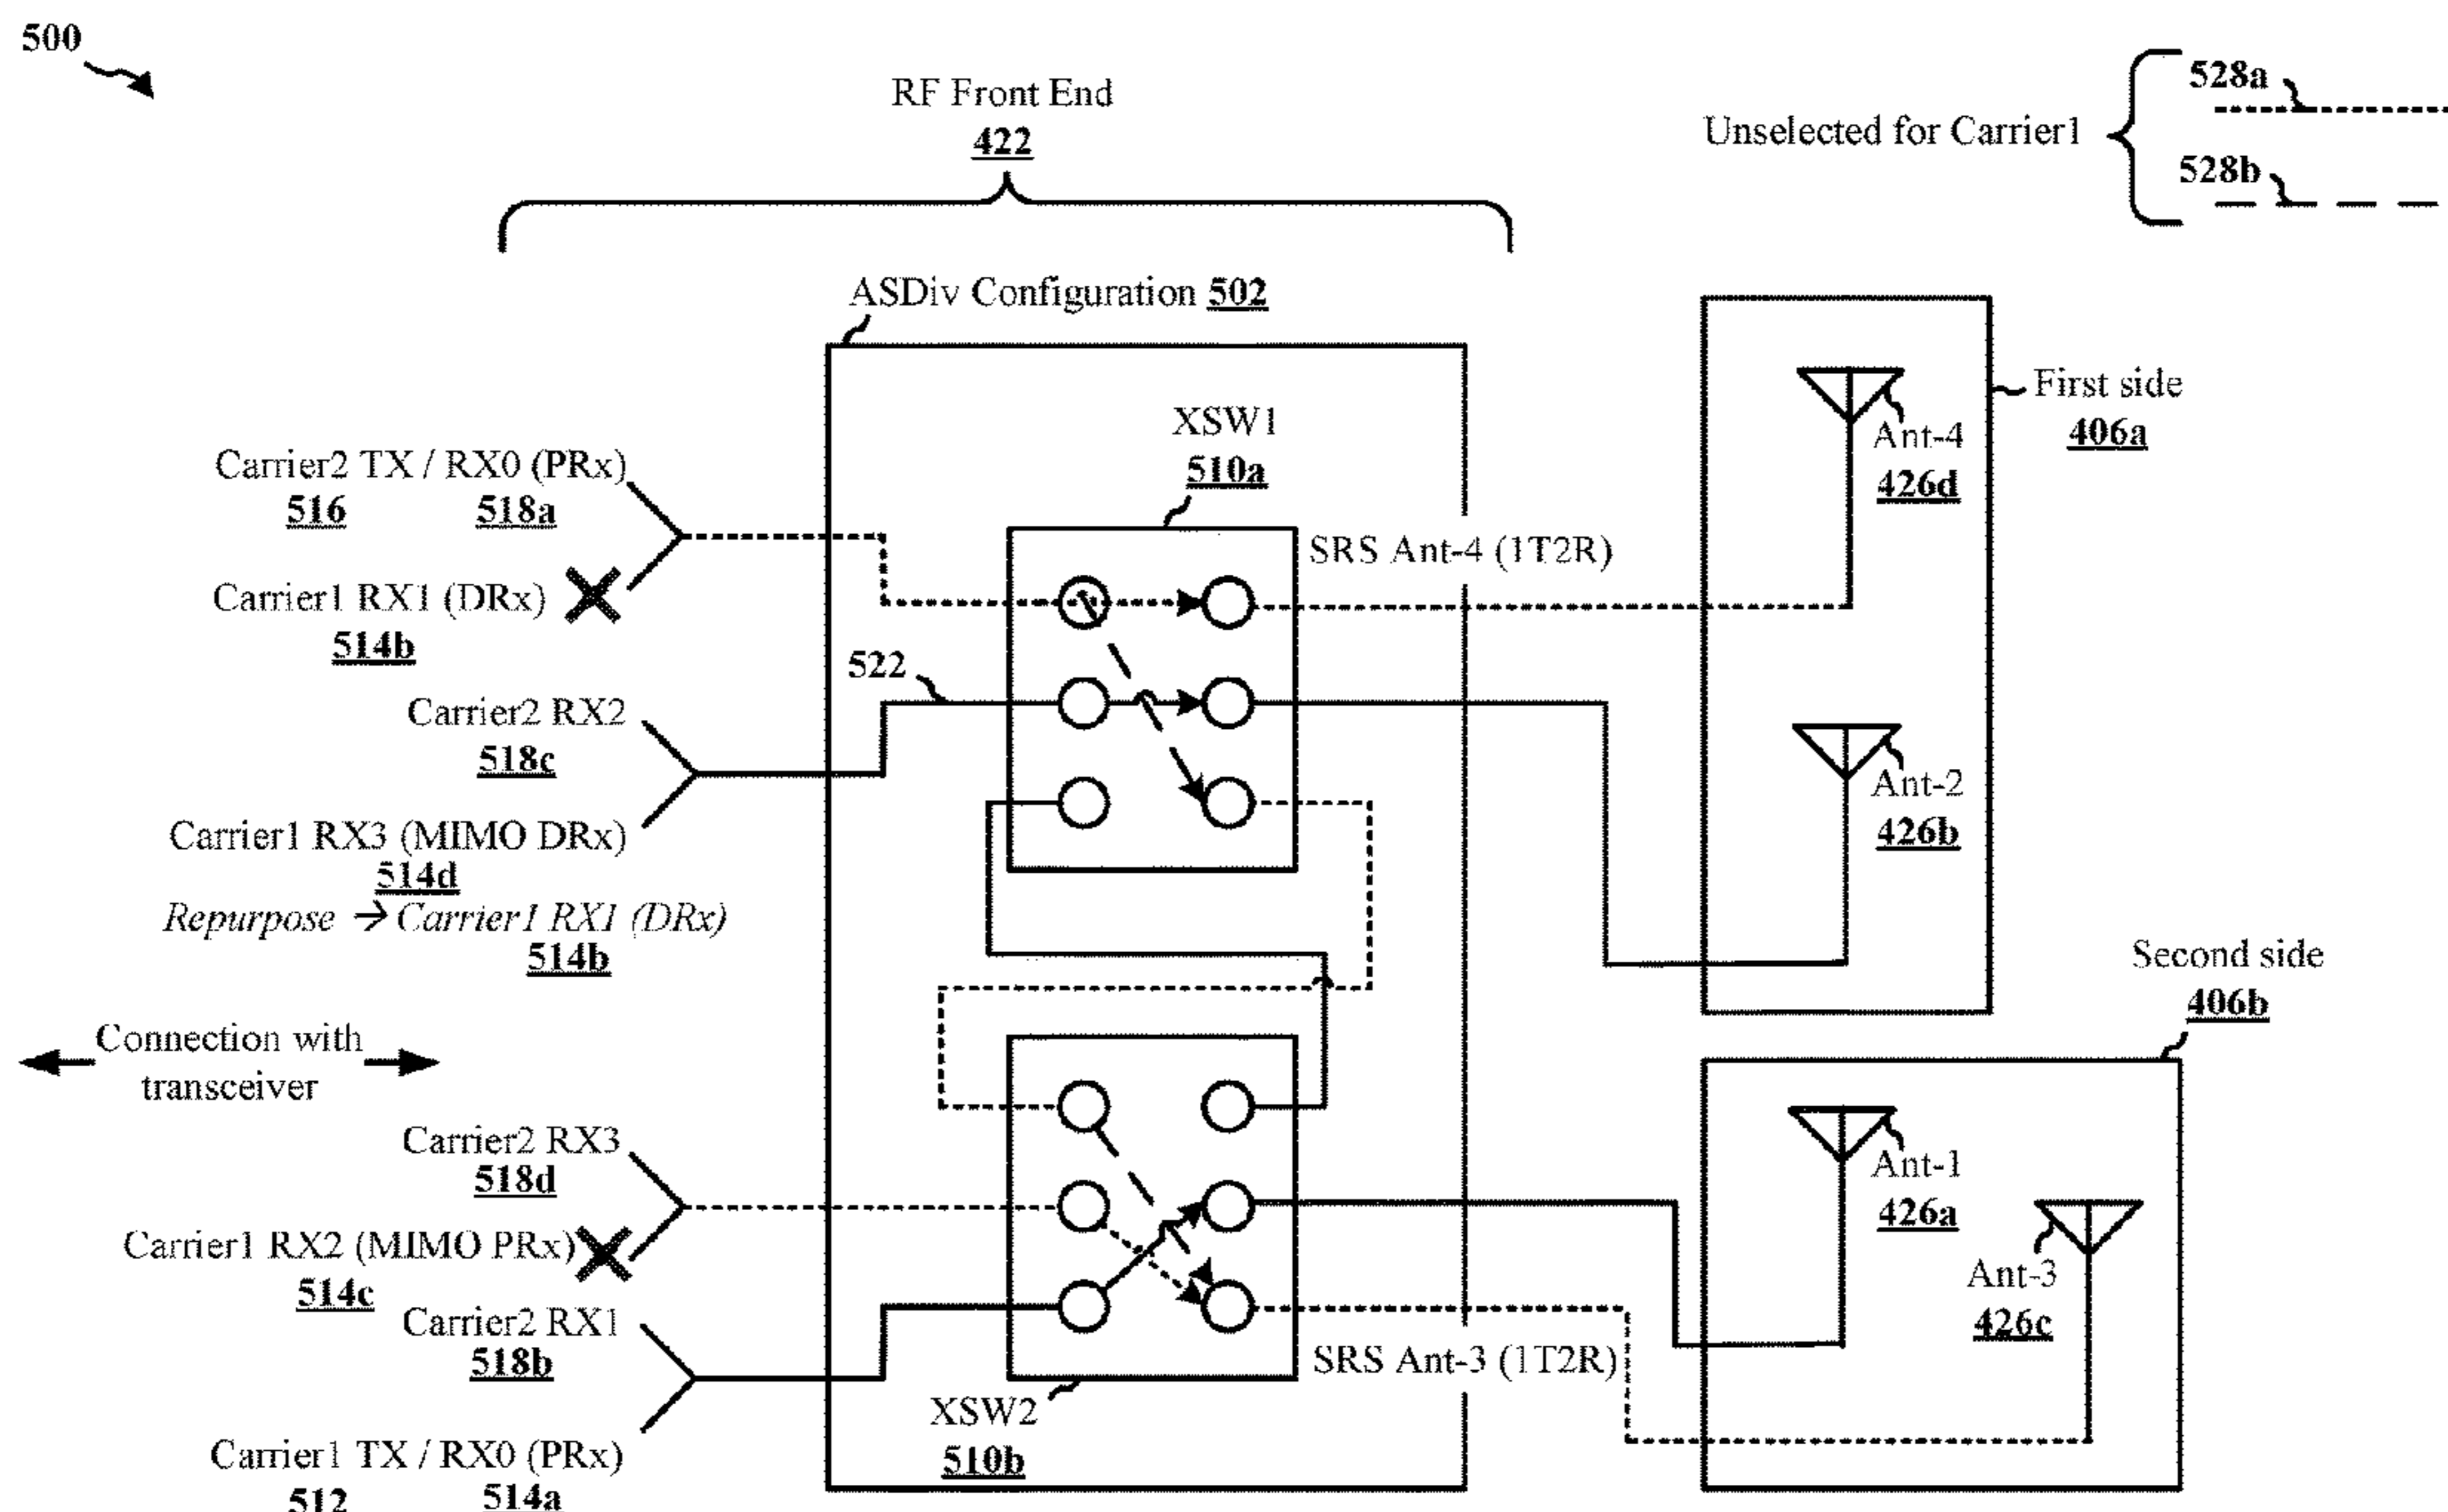 500
RF Front End
422
Unselected for Carrier1
528a
528b
ASDiv Configuration 502
XSW1
510a
First side
406a
Ant-4
426d
Carrier2 TX / RX0 (PRx)
516 518a
SRS Ant-4 (1T2R)
Carrier1 RX1 (DRx)
514b
522
Carrier2 RX2
518c
Ant-2
426b
Carrier1 RX3 (MIMO DRx)
514d
Repurpose → Carrier1 RX1 (DRx)
514b
Second side
406b
Connection with
transceiver
Carrier2 RX3
518d
Ant-1
426a
Carrier1 RX2 (MIMO PRx)
514c
Ant-3
426c
Carrier2 RX1
518b
SRS Ant-3 (1T2R)
XSW2
510b
Carrier1 TX / RX0 (PRx)
512 514a